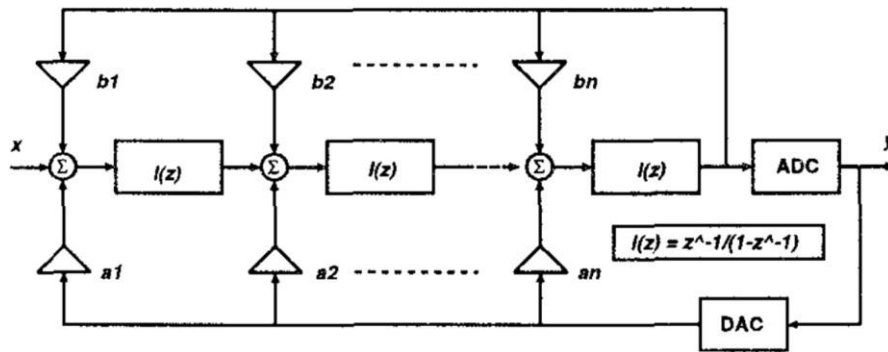 b1
b2
bn
x
Σ
I(z)
Σ
I(z)
Σ
I(z)
ADC
y
I(z) = z^-1/(1-z^-1)
a1
a2
an
DAC